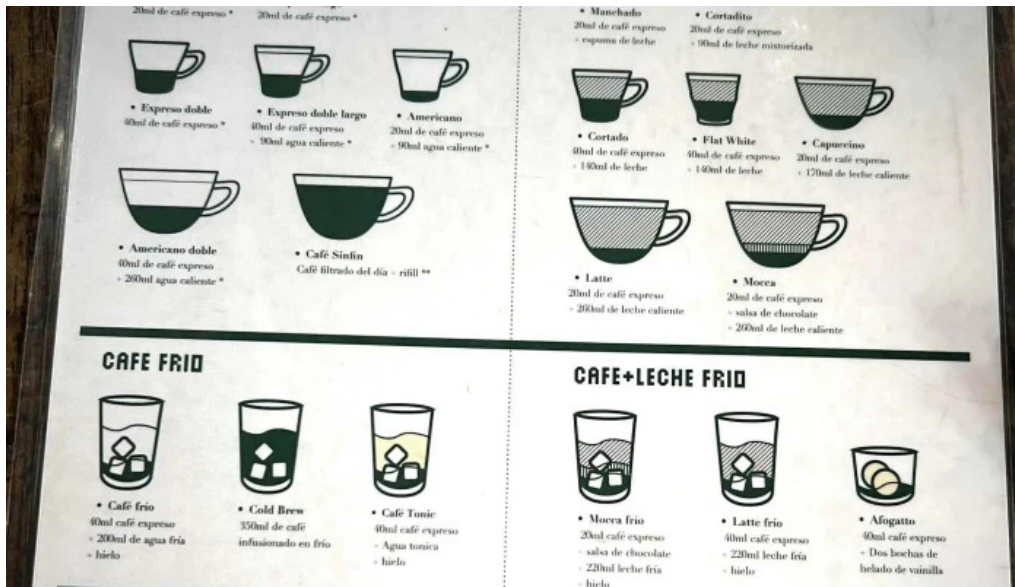 20ml de café expreso *
20ml de café expreso *
• Expreso doble
40ml de café expreso *
• Expreso doble largo
40ml de café expreso
+ 90ml agua caliente *
• Americano
20ml de café expreso
+ 90ml agua caliente *
• Americano doble
40ml de café expreso
+ 260ml agua caliente *
• Café Sinfin
Café filtrado del día + rifill **
• Manchado
20ml de café expreso
+ espuma de leche
• Cortadito
20ml de café expreso
+ 90ml de leche mixturizada
• Cortado
40ml de café expreso
+ 140ml de leche
• Flat White
40ml de café expreso
+ 140ml de leche
• Capuccino
20ml de café expreso
+ 170ml de leche caliente
• Latte
20ml de café expreso
+ 260ml de leche caliente
• Mocca
20ml de café expreso
+ salsa de chocolate
+ 260ml de leche caliente
CAFE FRIO
• Café frío
40ml café expreso
+ 200ml de agua fría
+ hielo
• Cold Brew
350ml de café
infusionado en frío
• Café Tonic
40ml café expreso
+ Agua tonica
+ hielo
CAFE+LECHE FRIO
• Mocca frío
20ml café expreso
+ salsa de chocolate
+ 220ml leche fría
+ hielo
• Latte frío
40ml café expreso
+ 220ml leche fría
+ hielo
• Afogatto
40ml café expreso
+ Dos bochas de
helado de vainilla